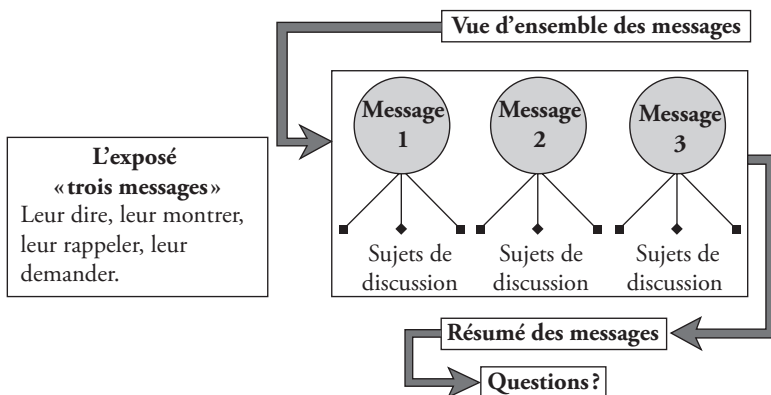 Vue d'ensemble des messages
L'exposé
« trois messages »
Leur dire, leur montrer,
leur rappeler, leur
demander.
Message
1
Message
2
Message
3
Sujets de
discussion
Sujets de
discussion
Sujets de
discussion
Résumé des messages
Questions ?